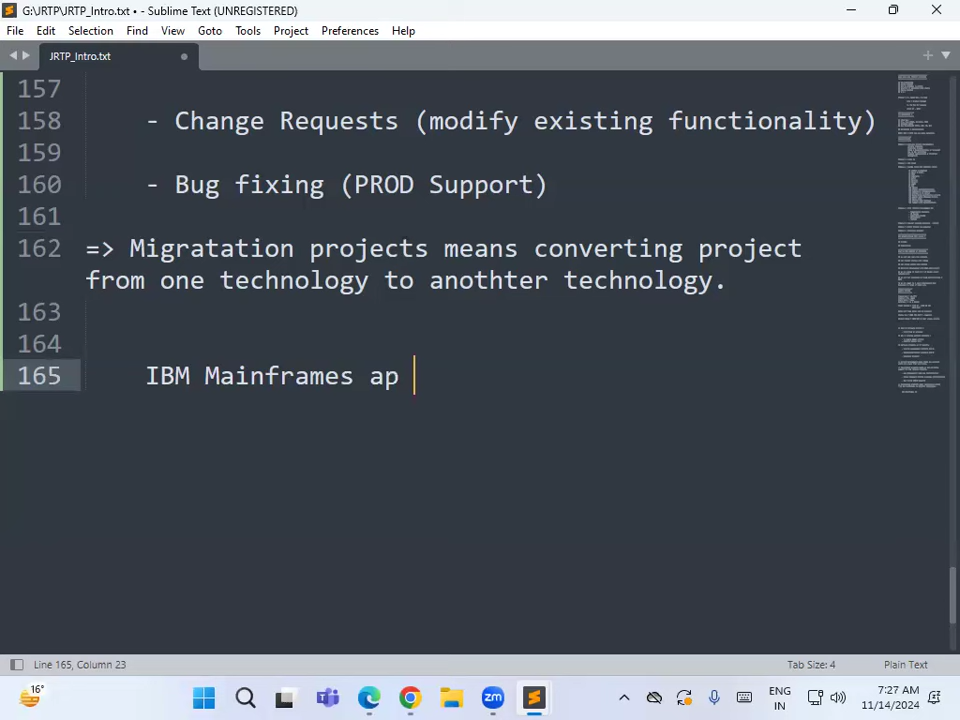 G:\JRTP\JRTP_Intro.txt • - Sublime Text (UNREGISTERED)
File Edit Selection Find View Goto Tools Project Preferences Help
JRTP_Intro.txt
157
158 - Change Requests (modify existing functionality)
159
160 - Bug fixing (PROD Support)
161
162 => Migratation projects means converting project
from one technology to anothter technology.
163
164
165 IBM Mainframes ap
Line 165, Column 23 Tab Size: 4 Plain Text
16° ENG 7:27 AM
IN 11/14/2024